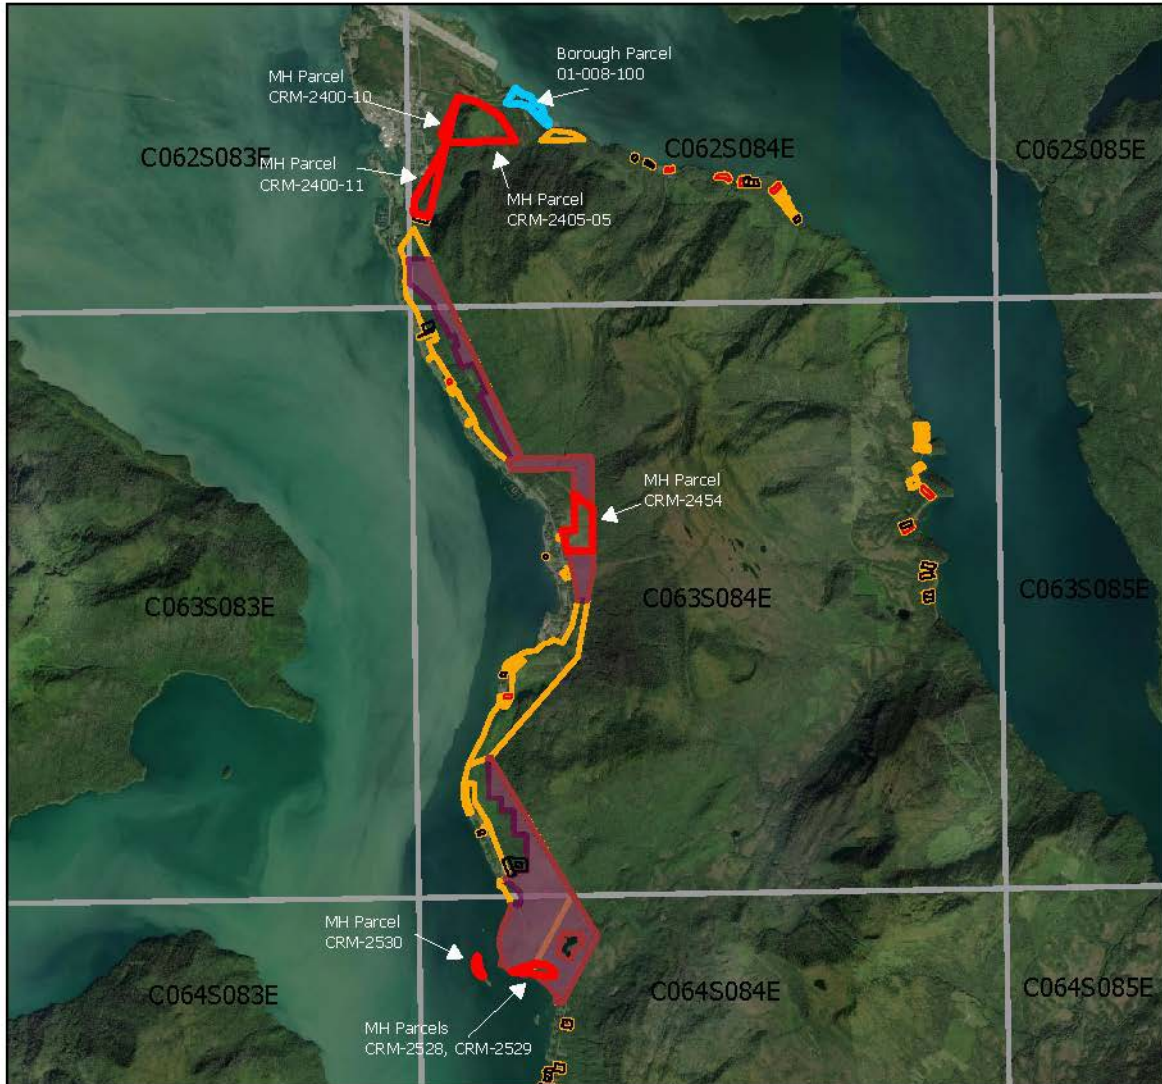 Borough Parcel
01-008-100
MH Parcel
CRM-2400-10
C062S083E
C062S084E
C062S085E
MH Parcel
CRM-2400-11
MH Parcel
CRM-2405-05
MH Parcel
CRM-2454
C063S083E
C063S084E
C063S085E
MH Parcel
CRM-2530
C064S083E
C064S084E
C064S085E
MH Parcels
CRM-2528, CRM-2529